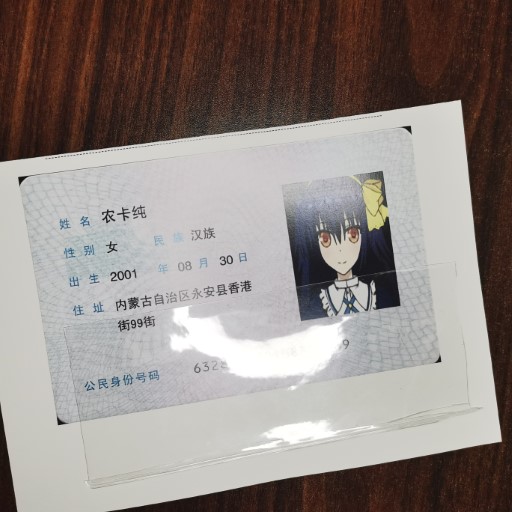 姓名 农卡纯
性别 女 民族 汉族
出生 2001 年 08 月 30 日
住址 内蒙古自治区永安县香港
街99街
公民身份号码 632